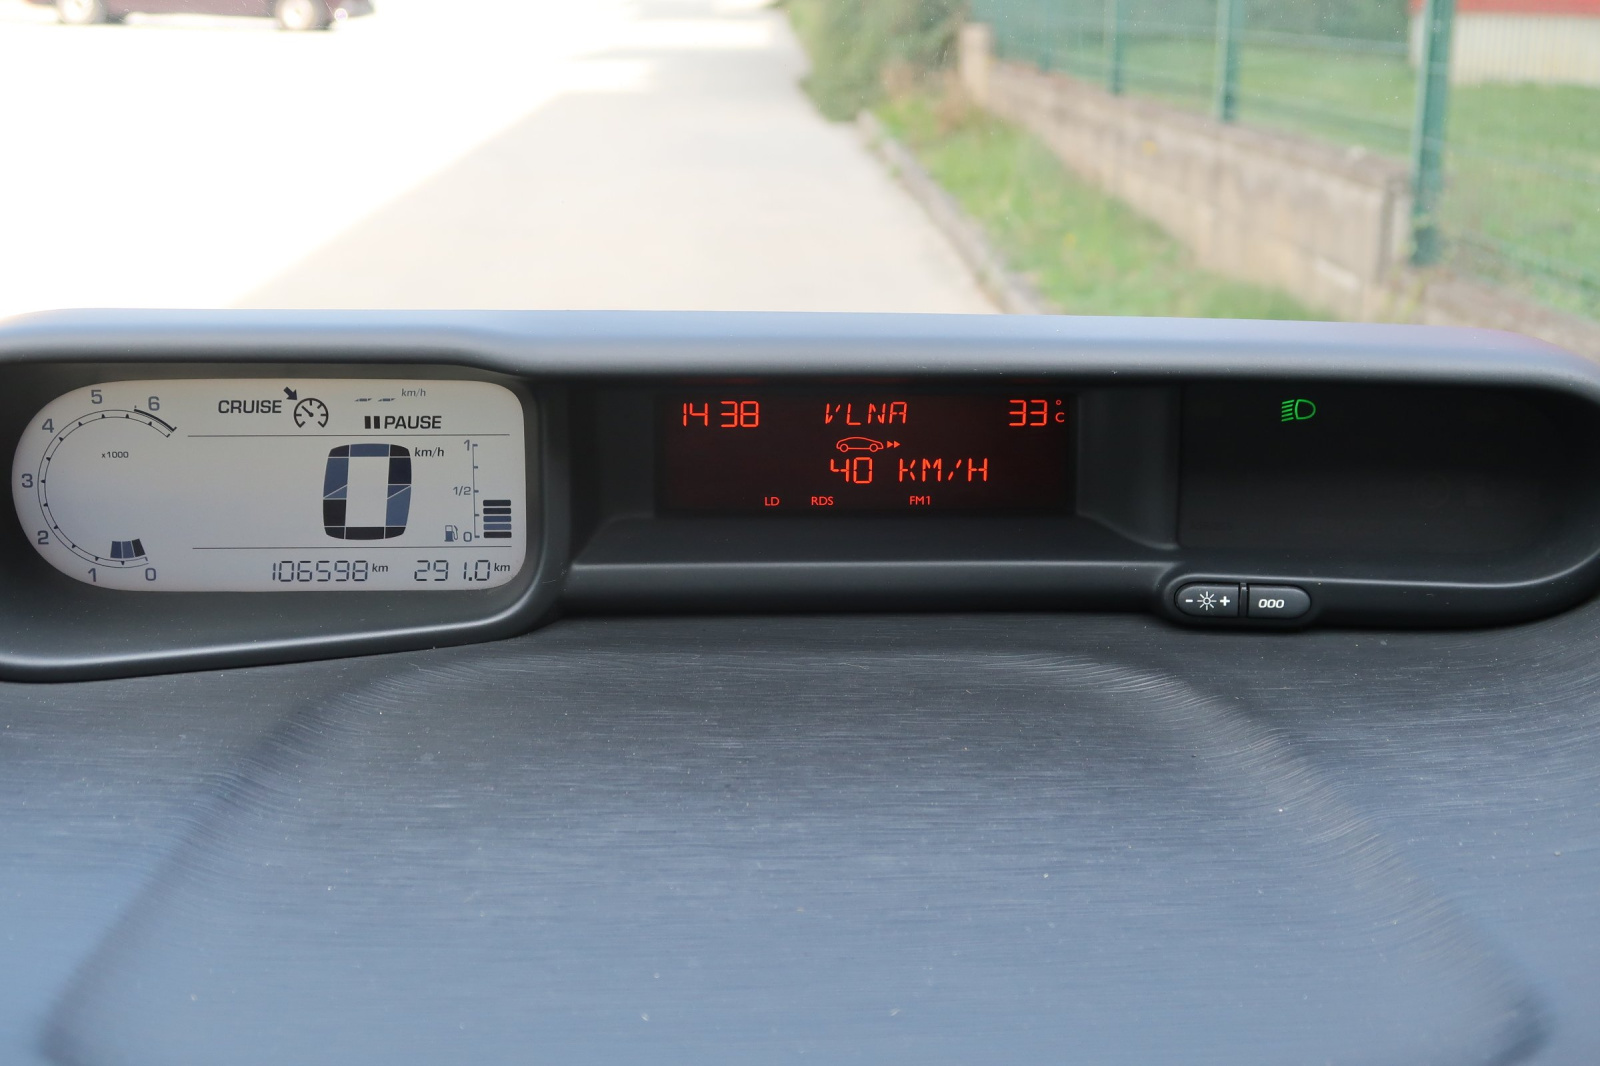 CRUISE -- -- km/h
PAUSE
0 km/h
x1000
0 1 2 3 4 5 6
1
1/2
0
106598 km 291.0 km
14 38 VLNA 33°C
40 KM/H
LD RDS FM1
- + 000